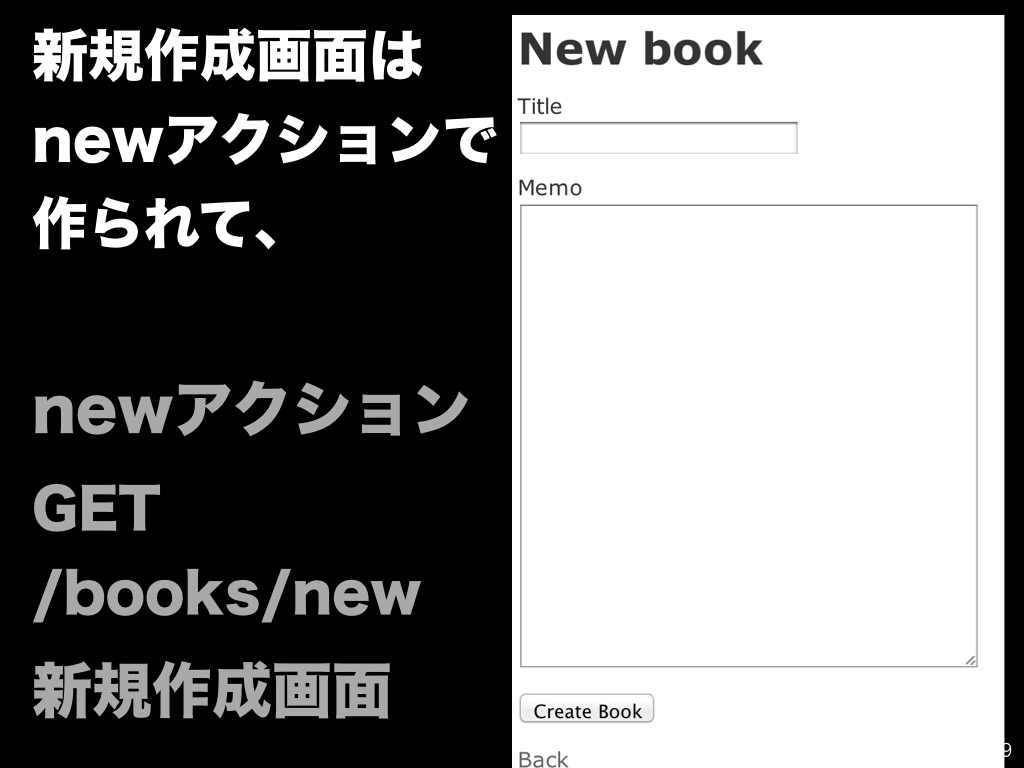 新規作成画面は
newアクションで
作られて、
newアクション
GET
/books/new
新規作成画面
New book
Title
Memo
Create Book
Back
9